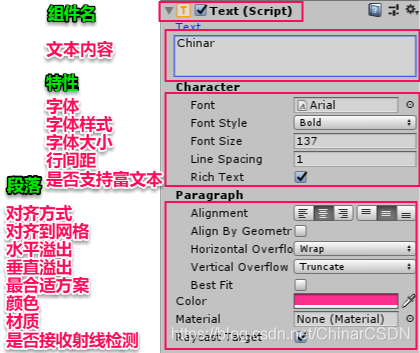 组件名 Text (Script)
Text
文本内容 Chinar
特性 Character
字体 Font Arial
字体样式 Font Style Bold
字体大小 Font Size 137
行间距 Line Spacing 1
是否支持富文本 Rich Text
段落 Paragraph
对齐方式 Alignment
对齐到网格 Align By Geometr
水平溢出 Horizontal Overflo Wrap
垂直溢出 Vertical Overflow Truncate
最合适方案 Best Fit
颜色 Color
材质 Material None (Material)
https://blog.csdn.net/ChinarCSDN
是否接收射线检测 Raycast Target